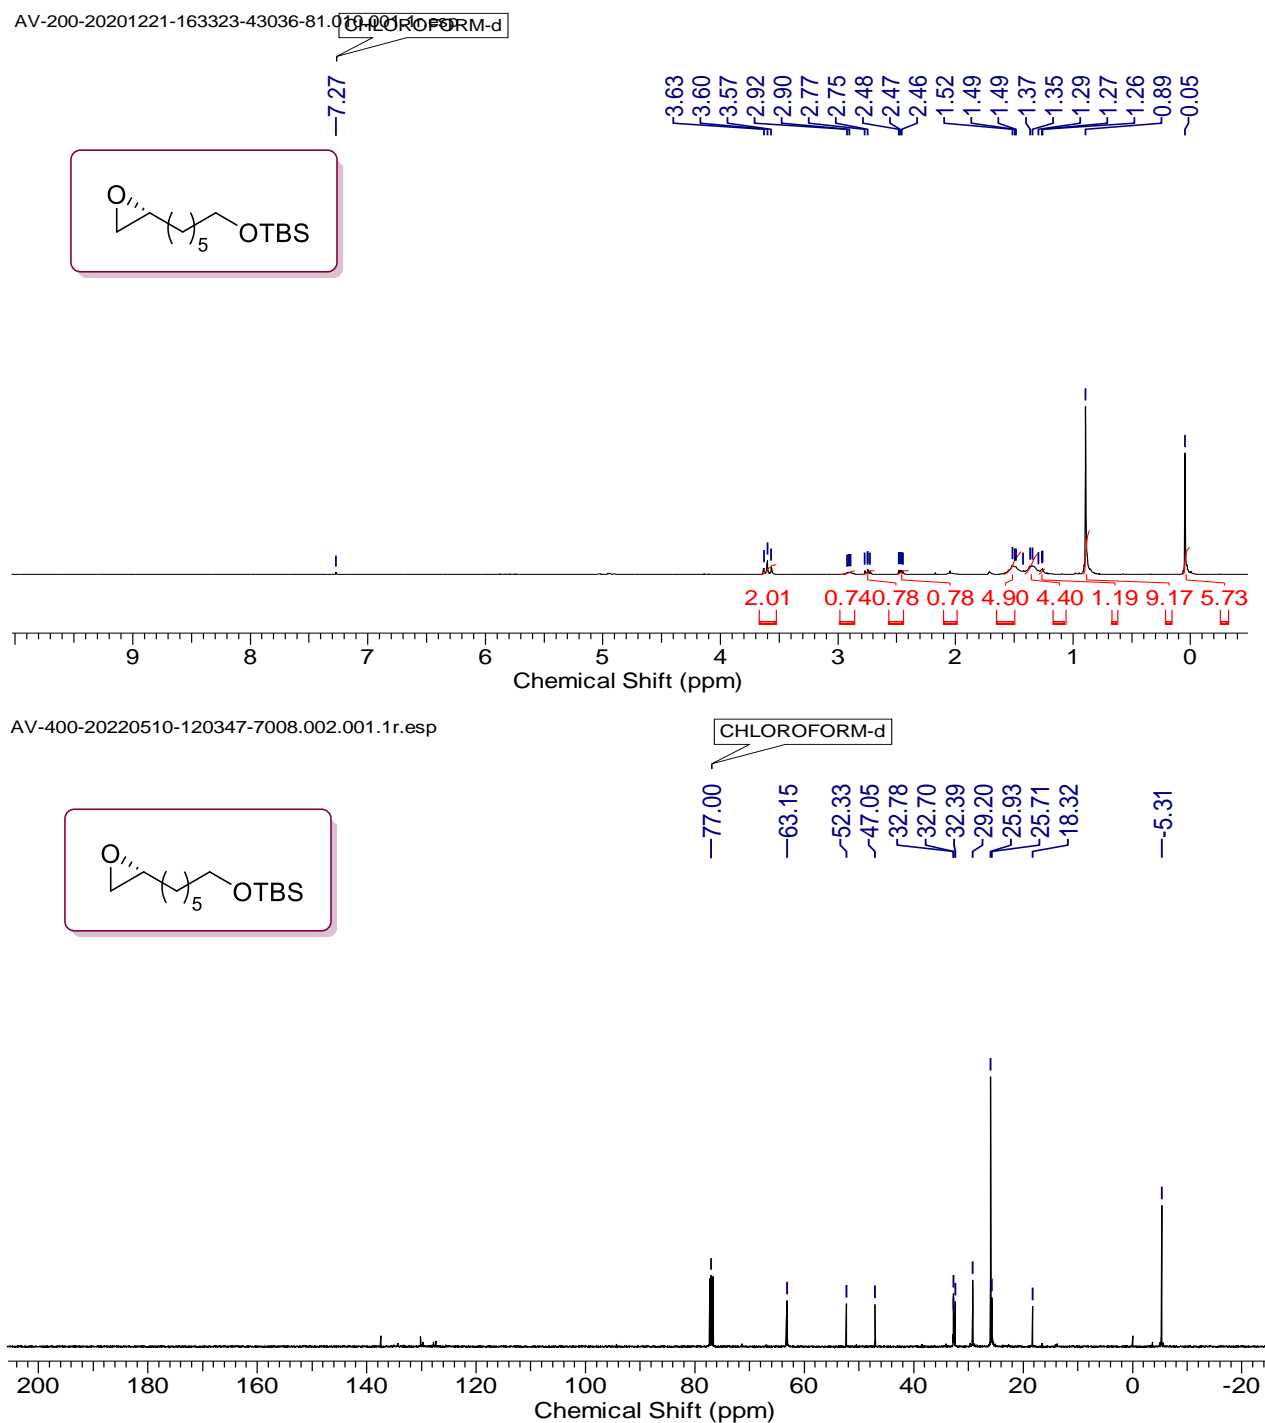 AV-200-20201221-163323-43036-81.010.001.1r.esp
CHLOROFORM-d
7.27
3.63
3.60
3.57
2.92
2.90
2.77
2.75
2.48
2.47
2.46
1.52
1.49
1.49
1.37
1.35
1.29
1.27
1.26
0.89
0.05
O
( )5
OTBS
2.01 0.74 0.78 0.78 4.90 4.40 1.19 9.17 5.73
9 8 7 6 5 4 3 2 1 0
Chemical Shift (ppm)
AV-400-20220510-120347-7008.002.001.1r.esp
CHLOROFORM-d
77.00
63.15
52.33
47.05
32.78
32.70
32.39
29.20
25.93
25.71
18.32
-5.31
O
( )5
OTBS
200 180 160 140 120 100 80 60 40 20 0 -20
Chemical Shift (ppm)